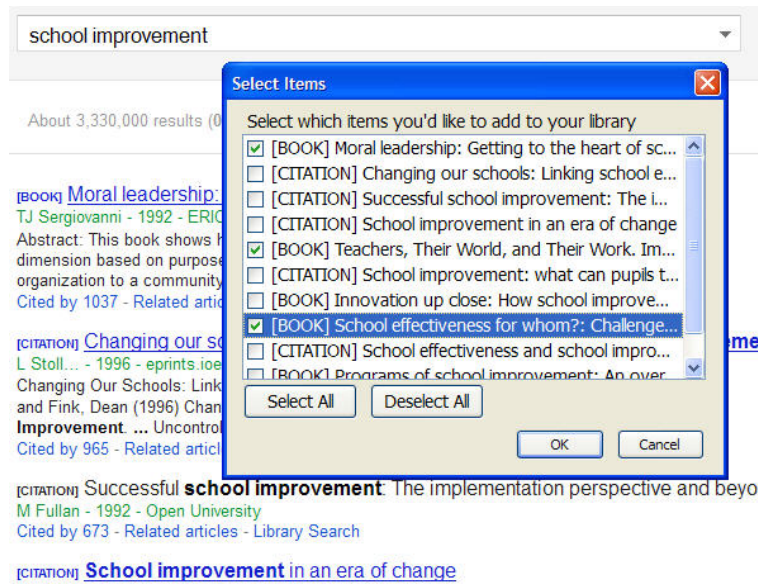 school improvement
Select Items
About 3,330,000 results (0
Select which items you'd like to add to your library
[BOOK] Moral leadership: Getting to the heart of sc...
[CITATION] Changing our schools: Linking school e...
[CITATION] Successful school improvement: The i...
[CITATION] School improvement in an era of change
[BOOK] Teachers, Their World, and Their Work. Im...
[CITATION] School improvement: what can pupils t...
[BOOK] Innovation up close: How school improve...
[BOOK] School effectiveness for whom?: Challenge...
[CITATION] School effectiveness and school impro...
[BOOK] Programs of school improvement: An over
Select All Deselect All
OK Cancel
[BOOK] Moral leadership:
TJ Sergiovanni - 1992 - ERIC
Abstract: This book shows h
dimension based on purpose
organization to a community
Cited by 1037 - Related artic
[CITATION] Changing our sc eme
L Stoll... - 1996 - eprints.ioe
Changing Our Schools: Link
and Fink, Dean (1996) Chan
Improvement. ... Uncontrol
Cited by 965 - Related articl
[CITATION] Successful school improvement: The implementation perspective and beyo
M Fullan - 1992 - Open University
Cited by 673 - Related articles - Library Search
[CITATION] School improvement in an era of change